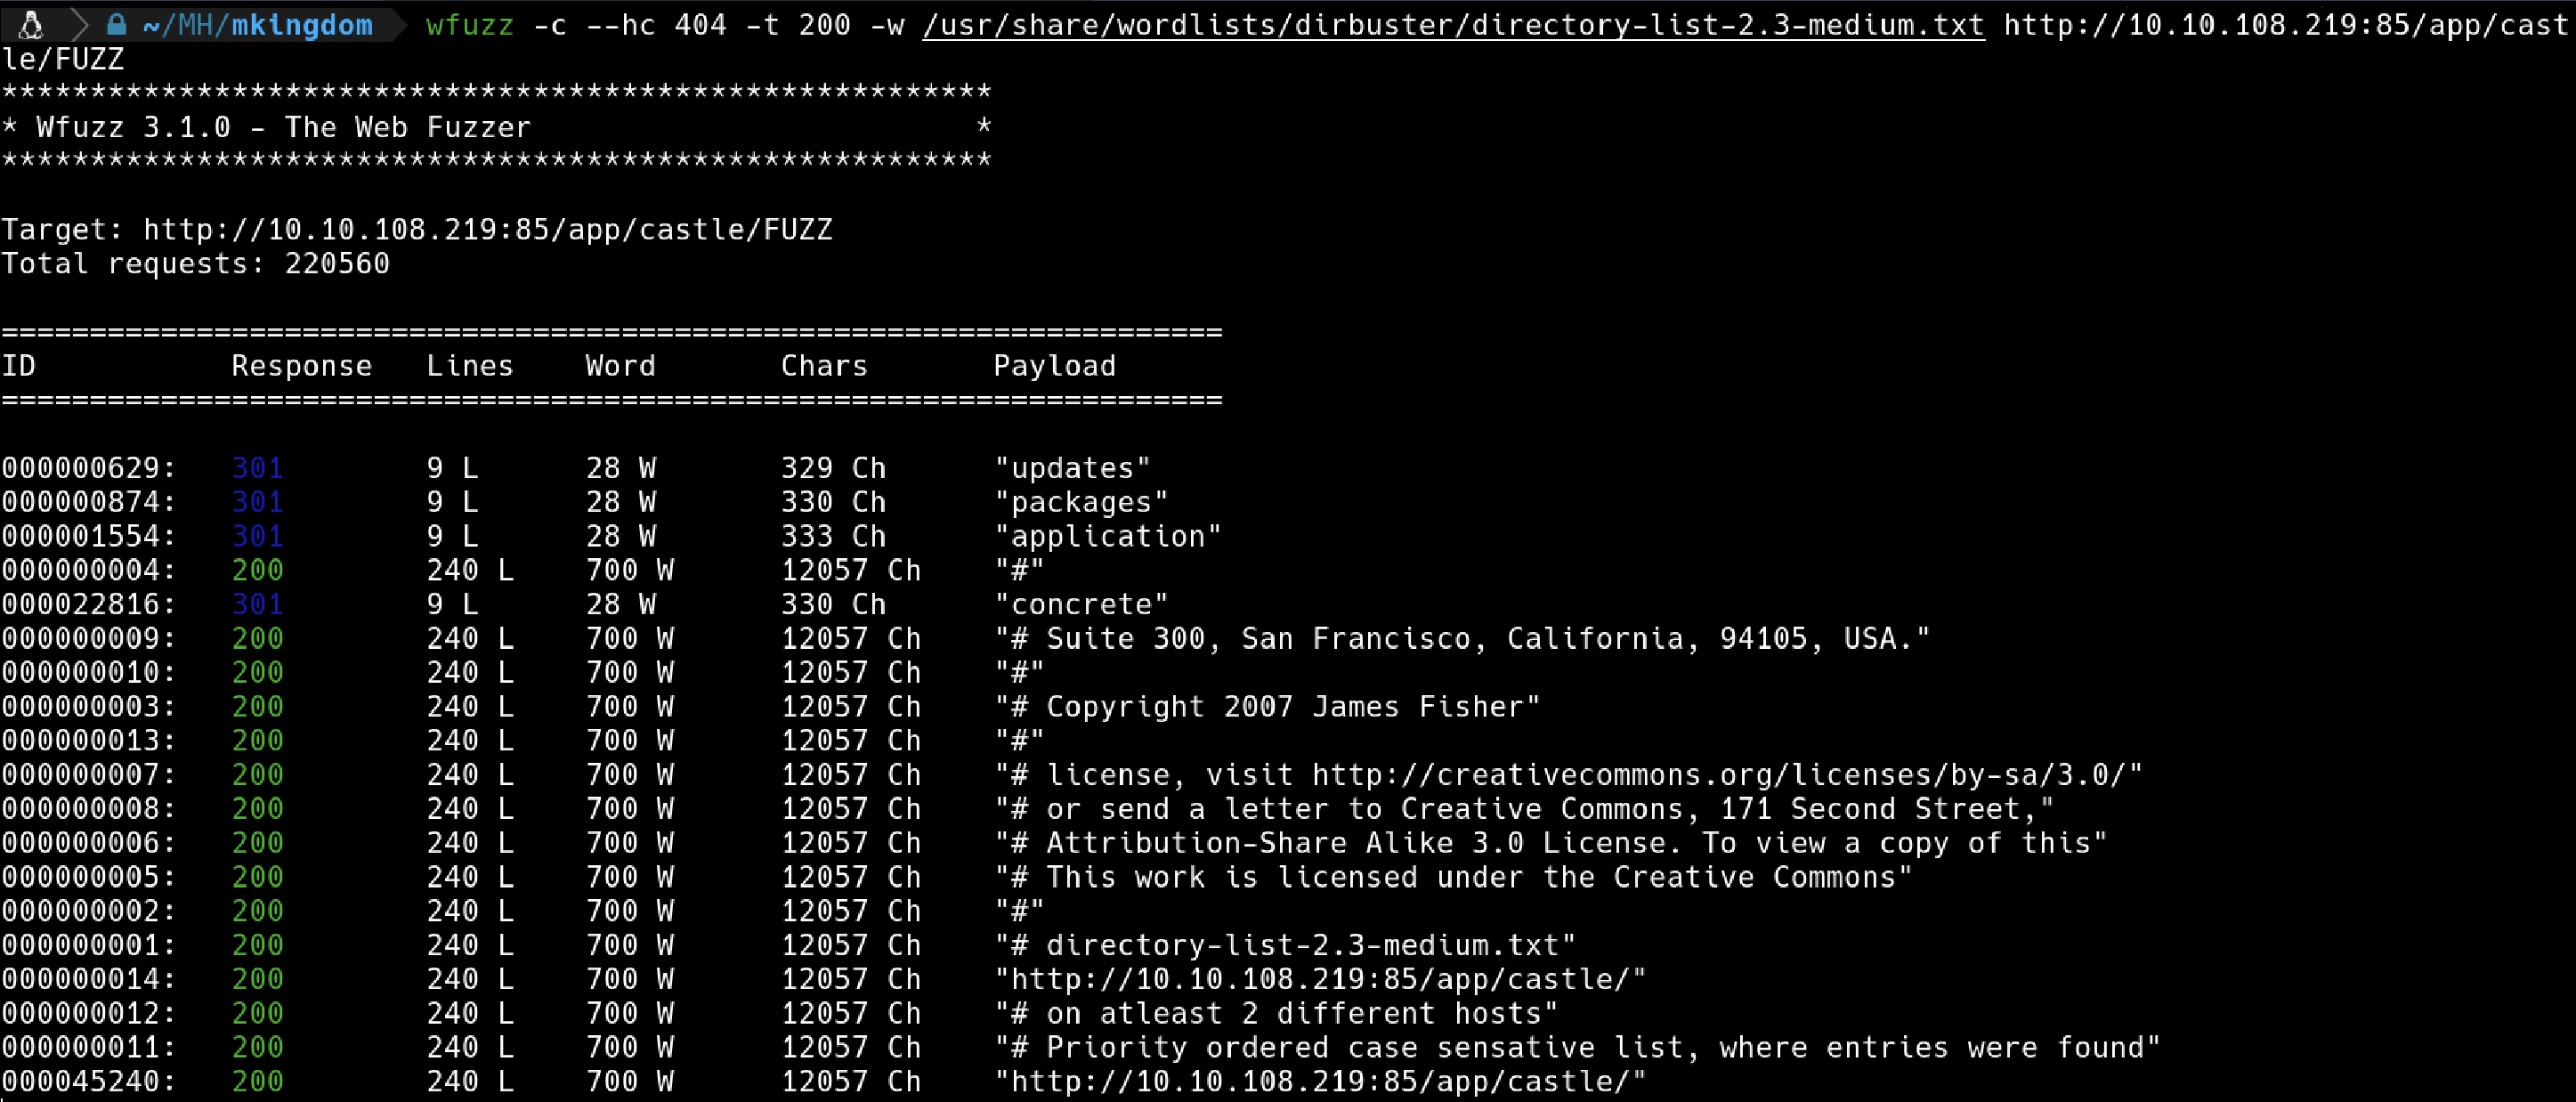 ~/MH/mkingdom wfuzz -c --hc 404 -t 200 -w /usr/share/wordlists/dirbuster/directory-list-2.3-medium.txt http://10.10.108.219:85/app/cast
le/FUZZ
********************************************************
* Wfuzz 3.1.0 - The Web Fuzzer                         *
********************************************************

Target: http://10.10.108.219:85/app/castle/FUZZ
Total requests: 220560

=====================================================================
ID           Response   Lines    Word       Chars       Payload
=====================================================================

000000629:   301        9 L      28 W       329 Ch      "updates"
000000874:   301        9 L      28 W       330 Ch      "packages"
000001554:   301        9 L      28 W       333 Ch      "application"
000000004:   200        240 L    700 W      12057 Ch    "#"
000022816:   301        9 L      28 W       330 Ch      "concrete"
000000009:   200        240 L    700 W      12057 Ch    "# Suite 300, San Francisco, California, 94105, USA."
000000010:   200        240 L    700 W      12057 Ch    "#"
000000003:   200        240 L    700 W      12057 Ch    "# Copyright 2007 James Fisher"
000000013:   200        240 L    700 W      12057 Ch    "#"
000000007:   200        240 L    700 W      12057 Ch    "# license, visit http://creativecommons.org/licenses/by-sa/3.0/"
000000008:   200        240 L    700 W      12057 Ch    "# or send a letter to Creative Commons, 171 Second Street,"
000000006:   200        240 L    700 W      12057 Ch    "# Attribution-Share Alike 3.0 License. To view a copy of this"
000000005:   200        240 L    700 W      12057 Ch    "# This work is licensed under the Creative Commons"
000000002:   200        240 L    700 W      12057 Ch    "#"
000000001:   200        240 L    700 W      12057 Ch    "# directory-list-2.3-medium.txt"
000000014:   200        240 L    700 W      12057 Ch    "http://10.10.108.219:85/app/castle/"
000000012:   200        240 L    700 W      12057 Ch    "# on atleast 2 different hosts"
000000011:   200        240 L    700 W      12057 Ch    "# Priority ordered case sensative list, where entries were found"
000045240:   200        240 L    700 W      12057 Ch    "http://10.10.108.219:85/app/castle/"